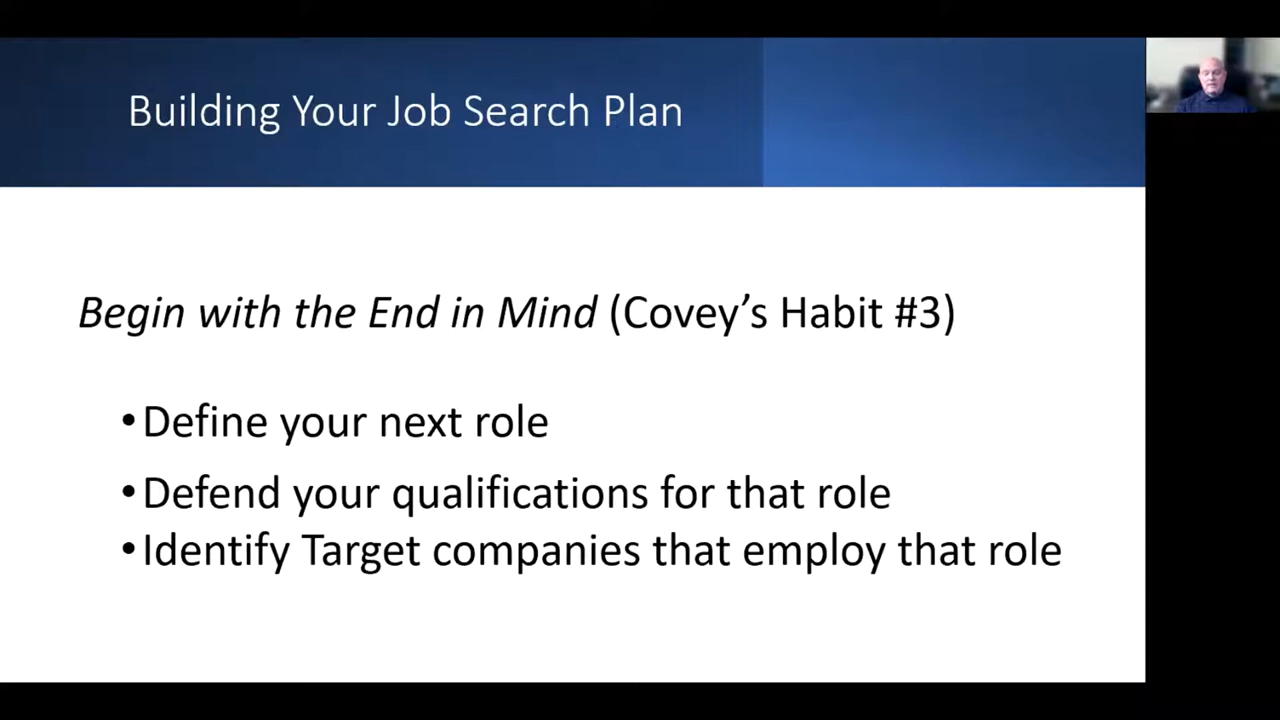 Building Your Job Search Plan
Begin with the End in Mind (Covey’s Habit #3)
•Define your next role
•Defend your qualifications for that role
•Identify Target companies that employ that role